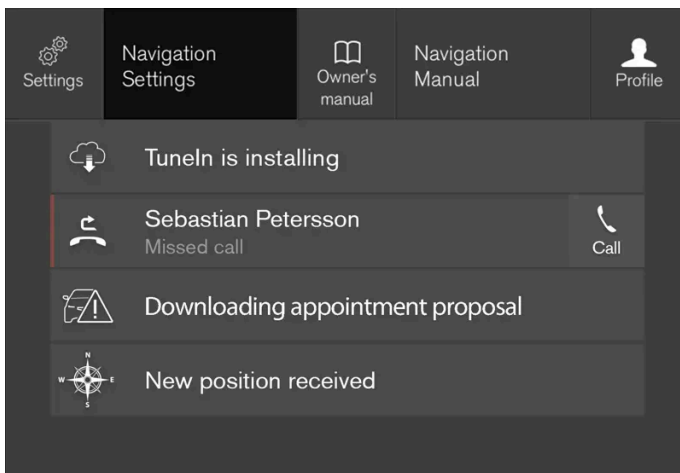 Settings
Navigation
Settings
Owner's
manual
Navigation
Manual
Profile
TuneIn is installing
Sebastian Petersson
Missed call
Call
Downloading appointment proposal
N
W E
S
New position received